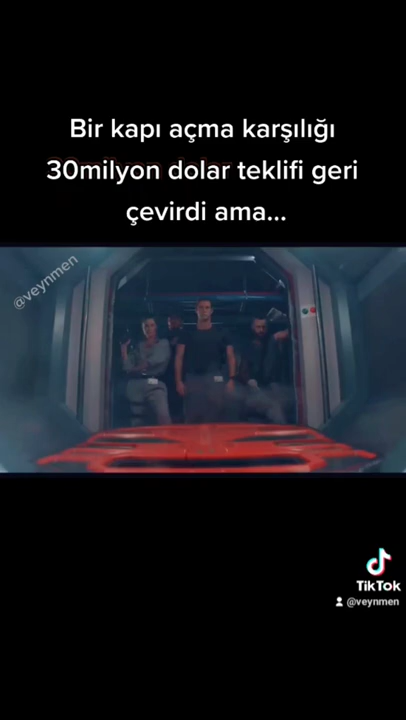 Bir kapı açma karşılığı
30milyon dolar teklifi geri
çevirdi ama...
@veynmen
TikTok
@veynmen